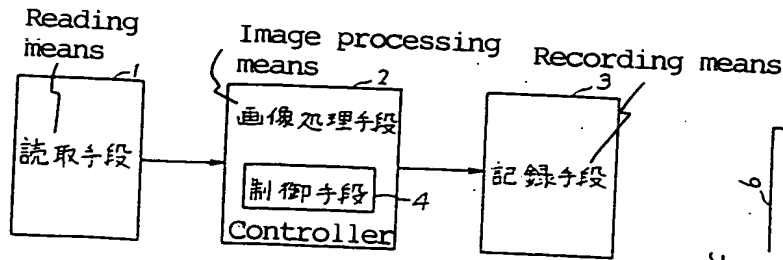 Reading
means
Image processing
means
Recording means
1
2
3
読取手段
画像処理手段
記録手段
制御手段
4
Controller
6